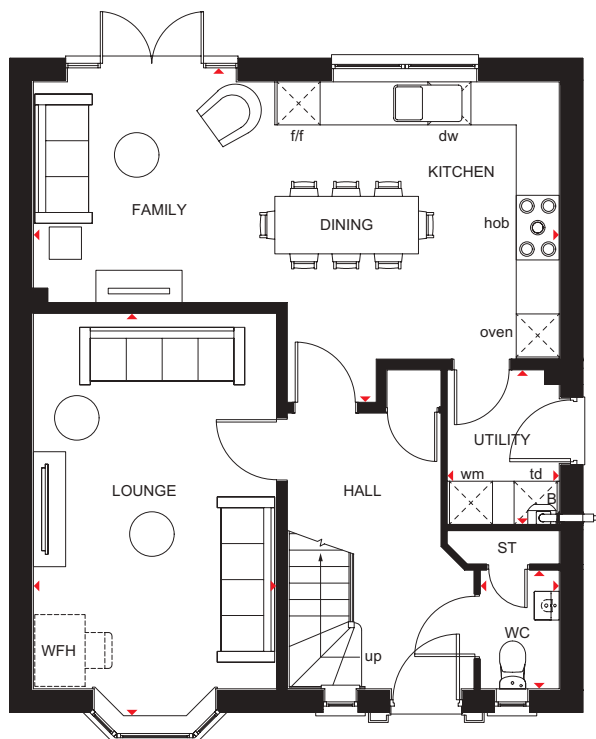 f/f
dw
KITCHEN
FAMILY
DINING
hob
oven
UTILITY
wm
td
LOUNGE
HALL
B
ST
WC
WFH
up